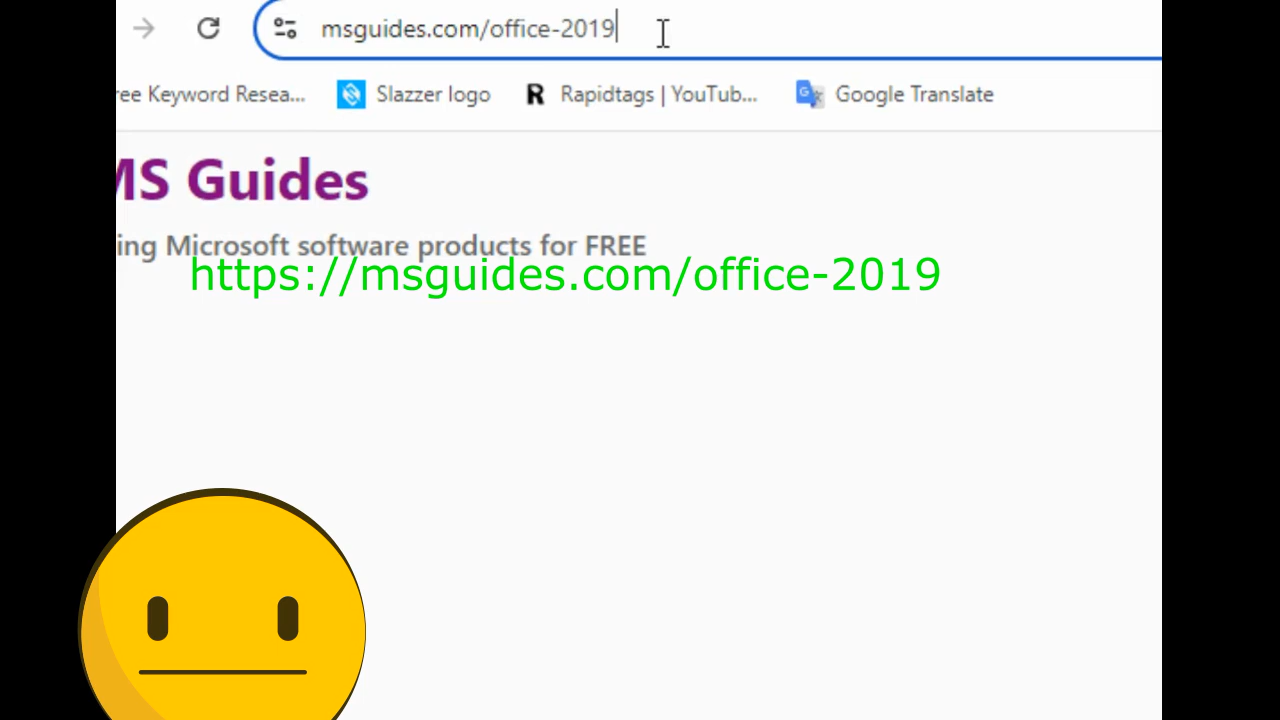 msguides.com/office-2019
ree Keyword Resea... Slazzer logo R Rapidtags | YouTub... Google Translate
MS Guides
ing Microsoft software products for FREE
https://msguides.com/office-2019